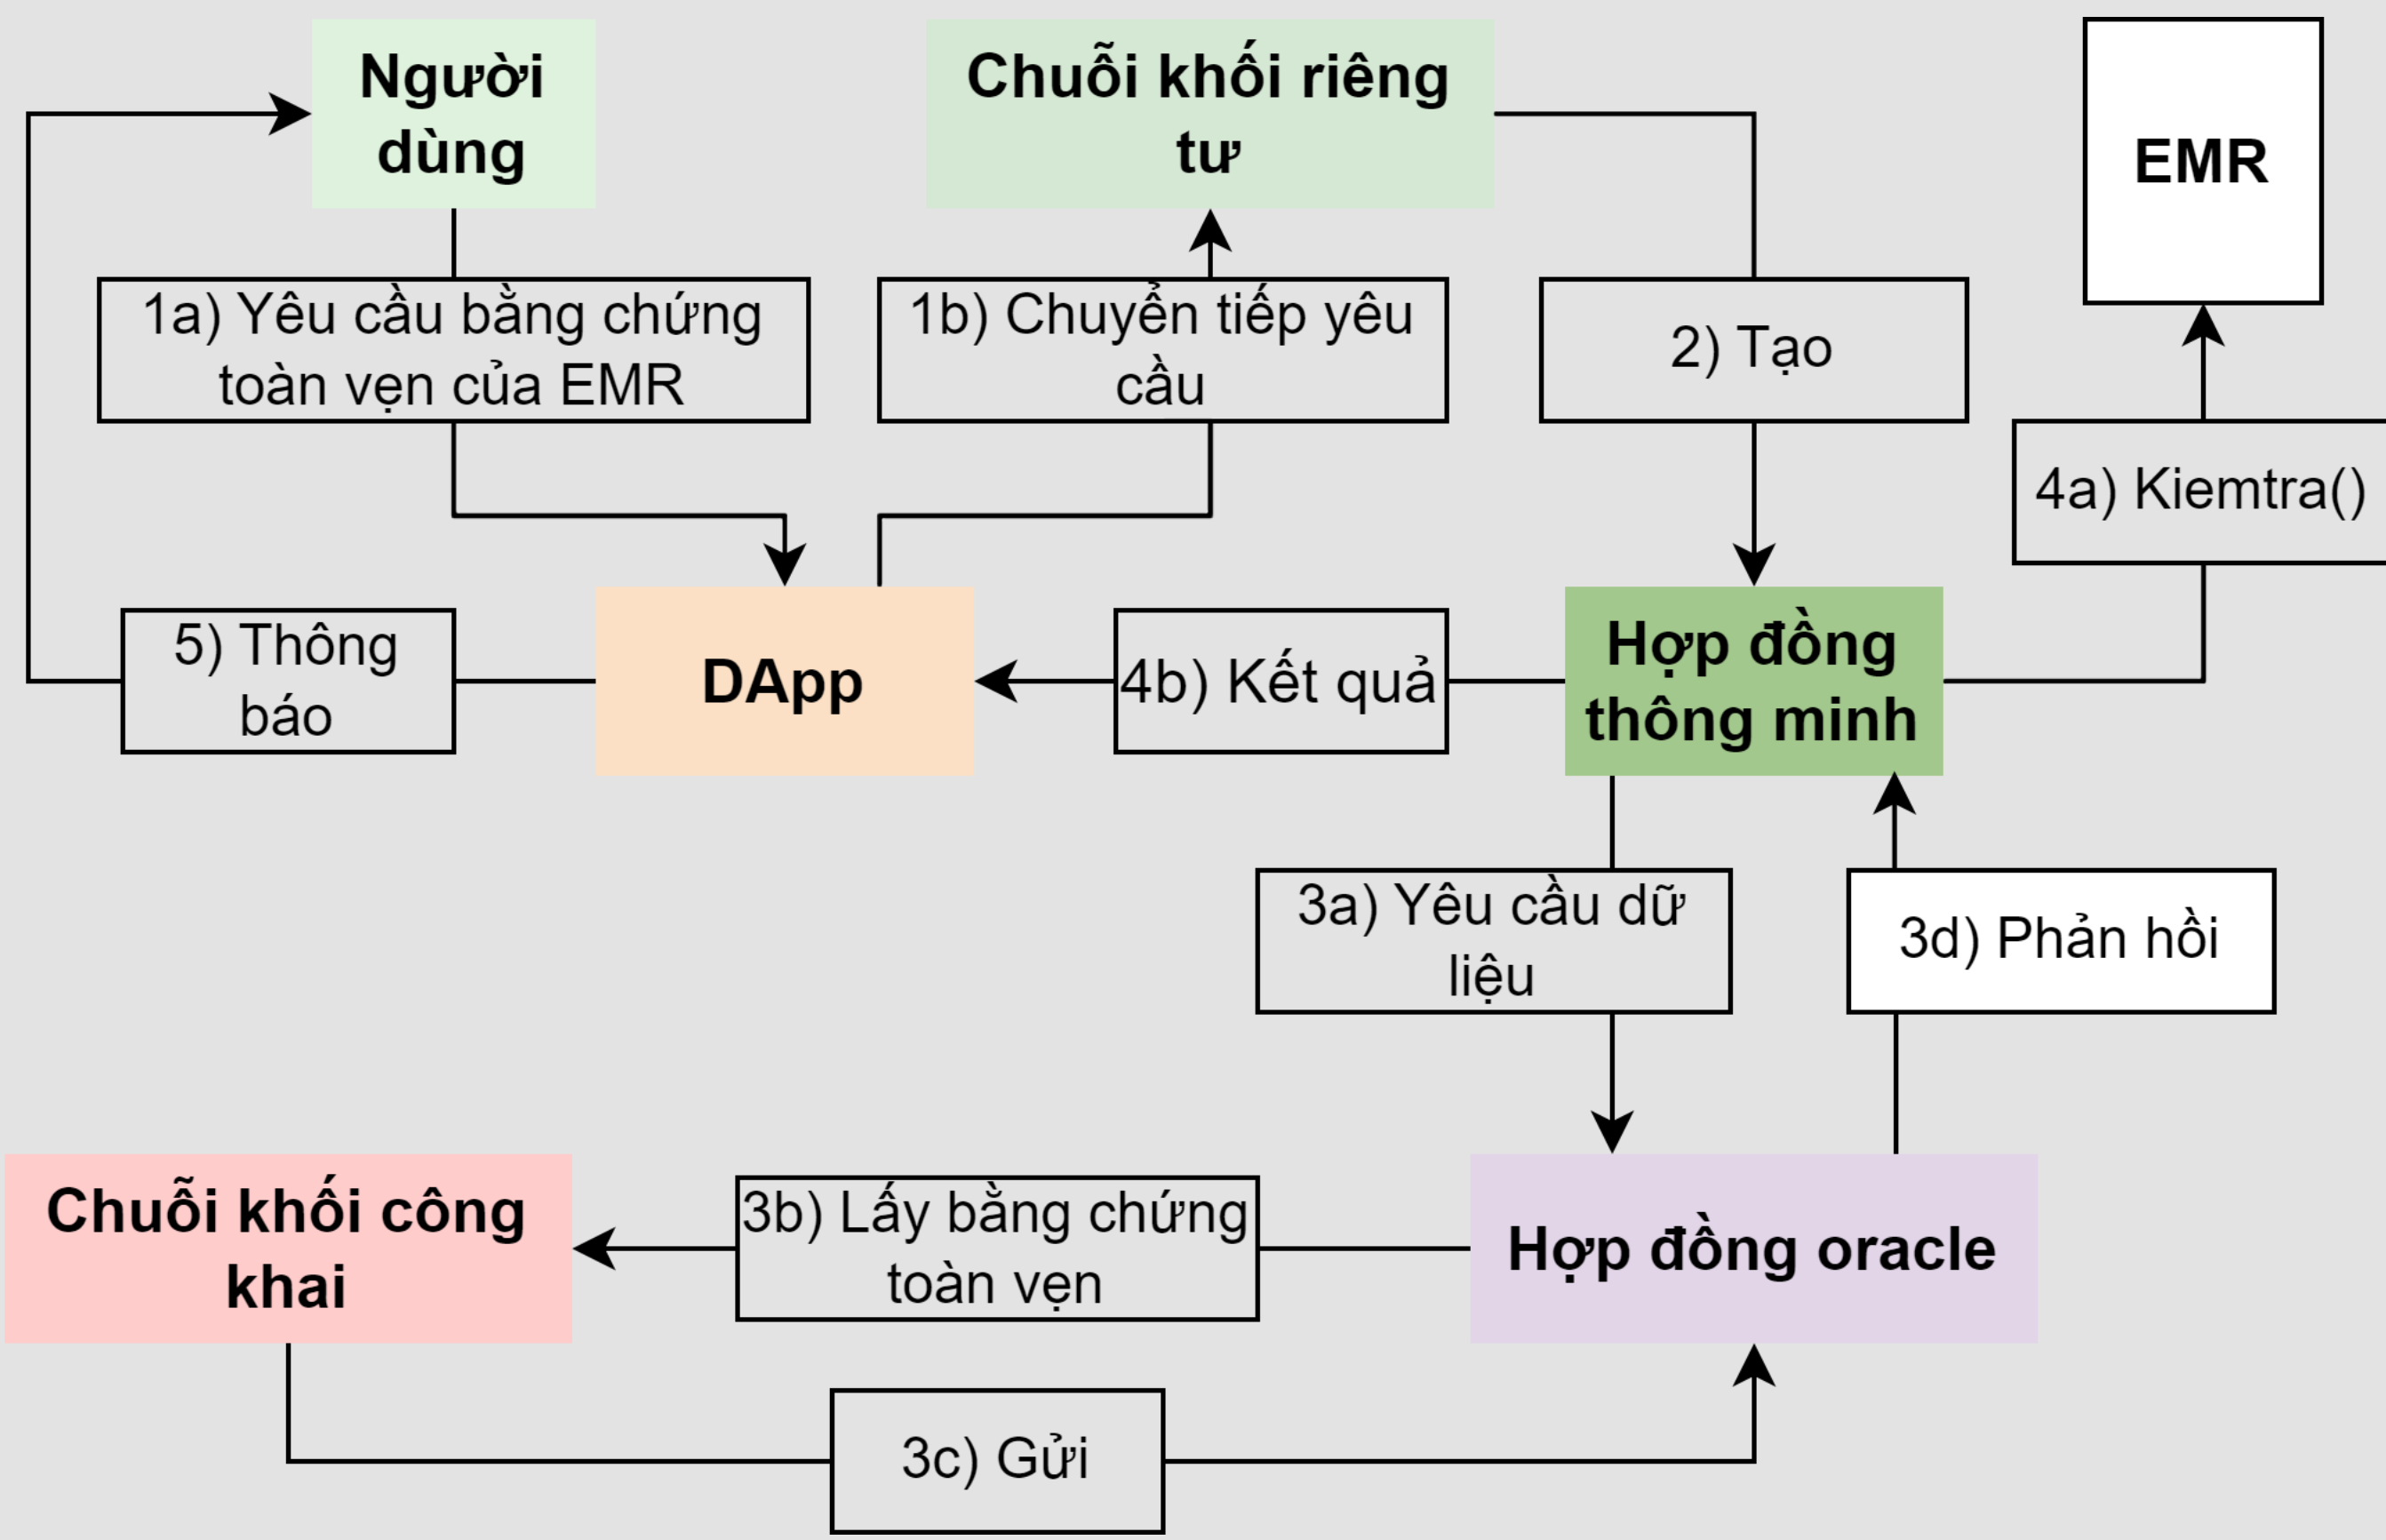 Người
dùng
Chuỗi khối riêng
tư
EMR
1a) Yêu cầu bằng chứng
toàn vẹn của EMR
1b) Chuyển tiếp yêu
cầu
2) Tạo
4a) Kiemtra()
5) Thông
báo
DApp
4b) Kết quả
Hợp đồng
thông minh
3a) Yêu cầu dữ
liệu
3d) Phản hồi
Chuỗi khối công
khai
3b) Lấy bằng chứng
toàn vẹn
Hợp đồng oracle
3c) Gửi